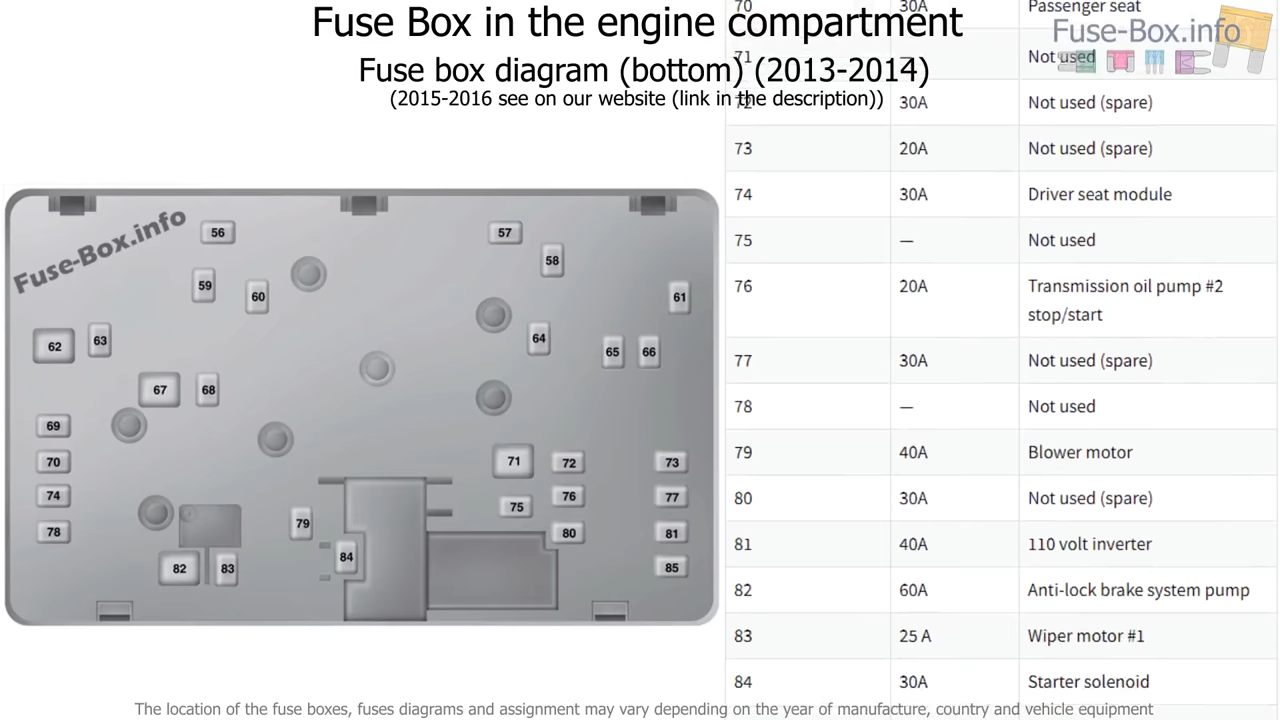 Fuse Box in the engine compartment
Fuse box diagram (bottom) (2013-2014)
(2015-2016 see on our website (link in the description))
Fuse-Box.info
70 30A Passenger seat
71 — Not used
72 30A Not used (spare)
73 20A Not used (spare)
74 30A Driver seat module
75 — Not used
76 20A Transmission oil pump #2
stop/start
77 30A Not used (spare)
78 — Not used
79 40A Blower motor
80 30A Not used (spare)
81 40A 110 volt inverter
82 60A Anti-lock brake system pump
83 25 A Wiper motor #1
84 30A Starter solenoid
Fuse-Box.info
56 57
58
59 60 61
62 63 64 65 66
67 68
69
70 71 72 73
74 75 76 77
78 79 80 81
82 83 84 85
The location of the fuse boxes, fuses diagrams and assignment may vary depending on the year of manufacture, country and vehicle equipment